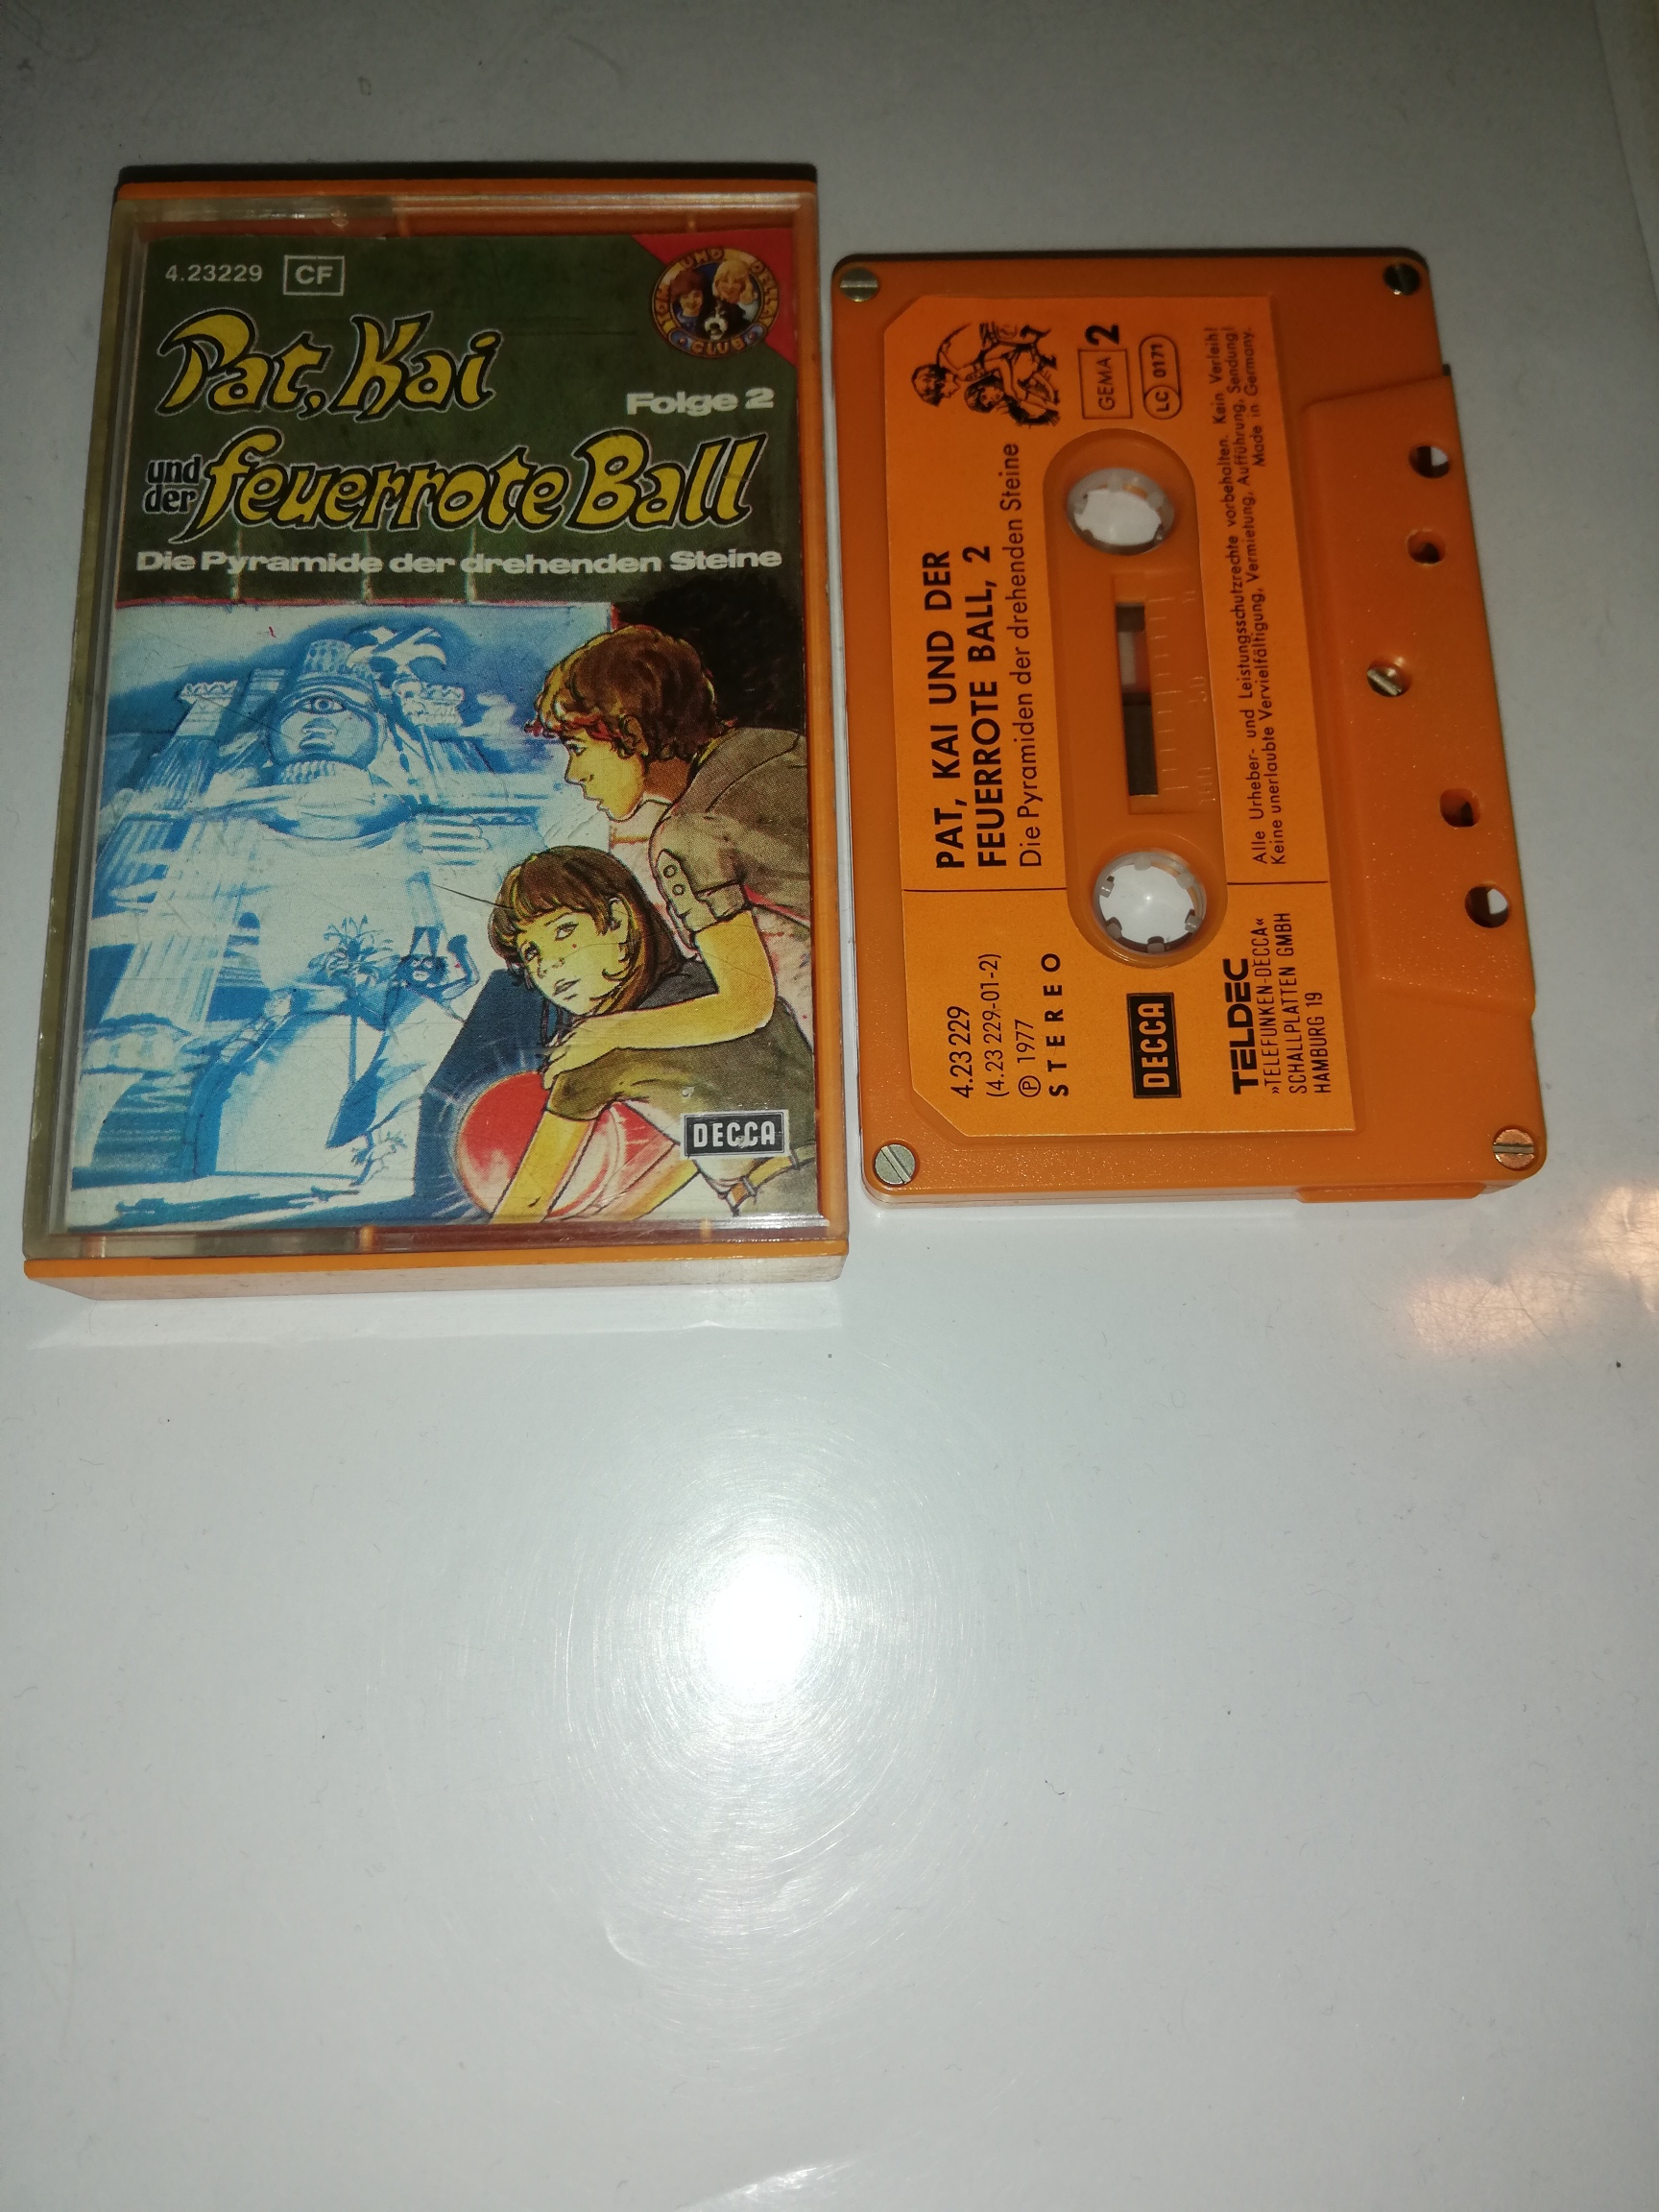 4.23229 CF
UND
CLUB
Pat, Kai
Folge 2
und der feuerrote Ball
Die Pyramide der drehenden Steine
DECCA
PAT, KAI UND DER
FEUERROTE BALL, 2
Die Pyramiden der drehenden Steine
GEMA
2
LC 0171
4.23 229
(4.23 229-01-2)
Ⓟ 1977
STEREO
DECCA
TELDEC
»TELEFUNKEN-DECCA«
SCHALLPLATTEN GMBH
HAMBURG 19
Alle Urheber- und Leistungsschutzrechte vorbehalten. Kein Verleih!
Keine unerlaubte Vervielfältigung, Vermietung, Aufführung, Sendung!
Made in Germany.